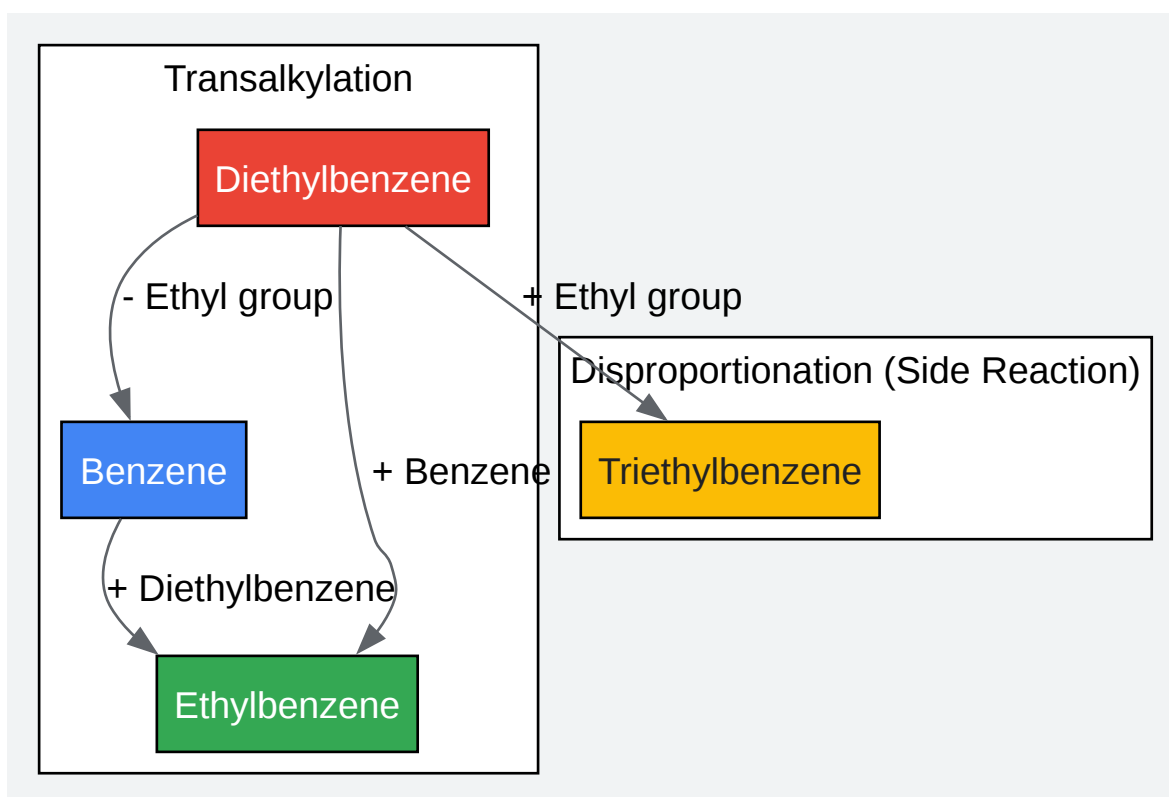 Transalkylation
Diethylbenzene
- Ethyl group
+ Ethyl group
Disproportionation (Side Reaction)
Benzene
+ Benzene
Triethylbenzene
+ Diethylbenzene
Ethylbenzene